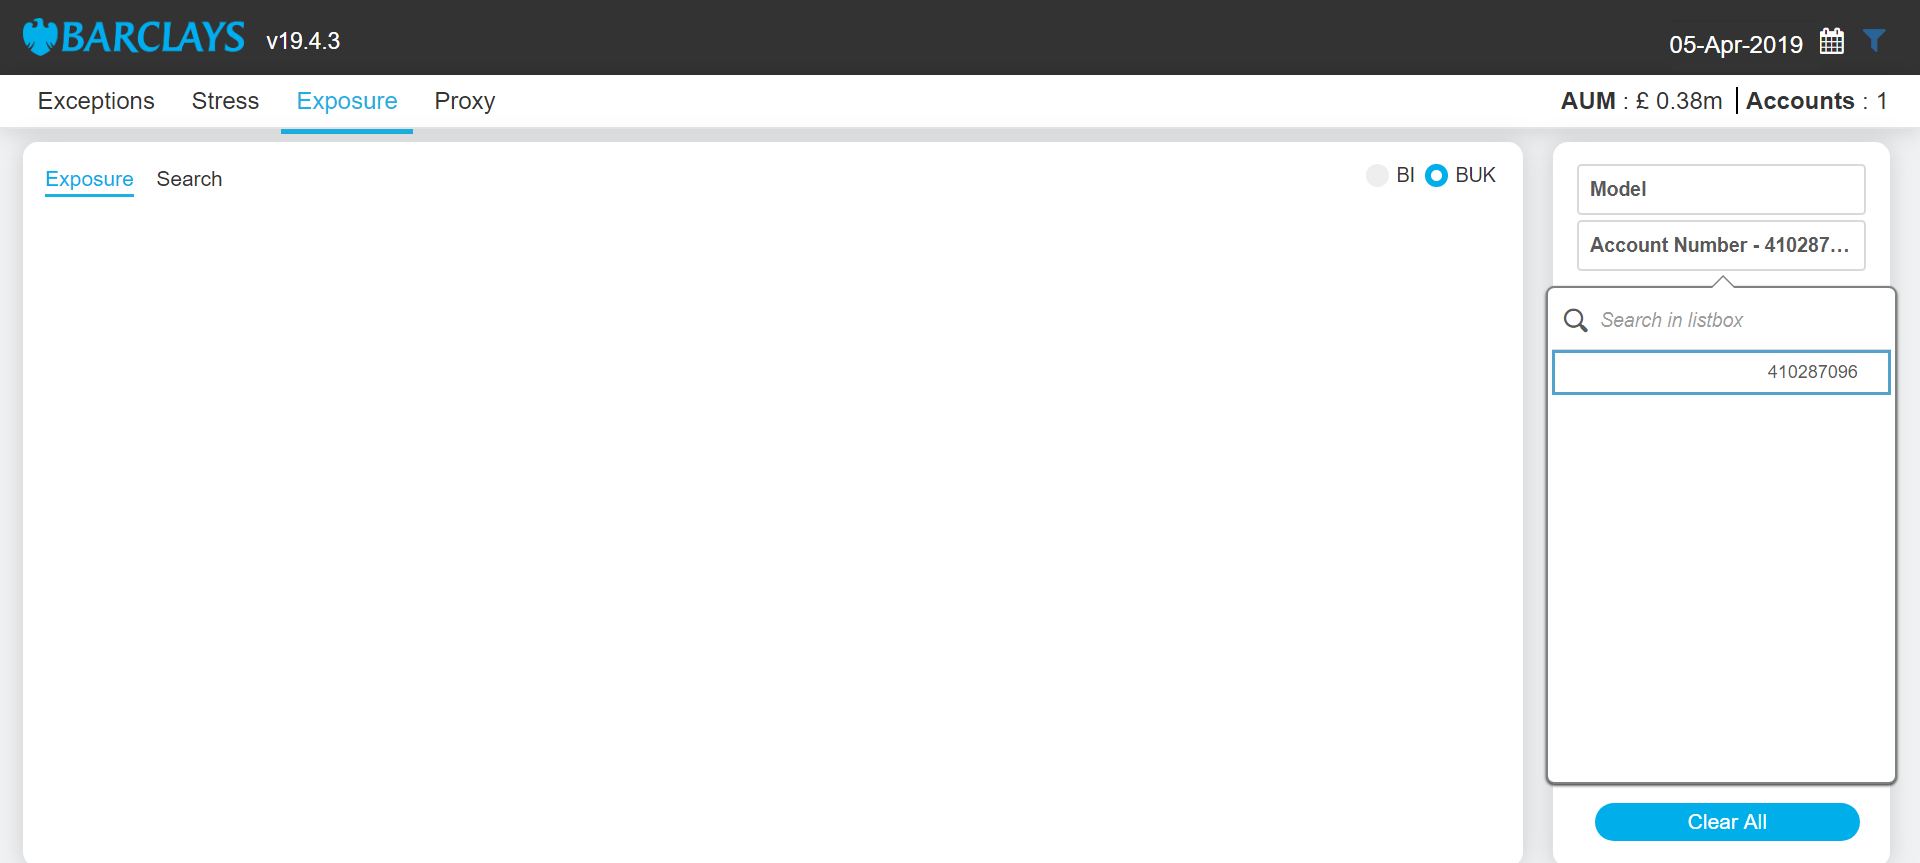 BARCLAYS v19.4.3
05-Apr-2019
Exceptions Stress Exposure Proxy
AUM : £ 0.38m Accounts : 1
Exposure Search
BI BUK
Model
Account Number - 410287...
Search in listbox
410287096
Clear All